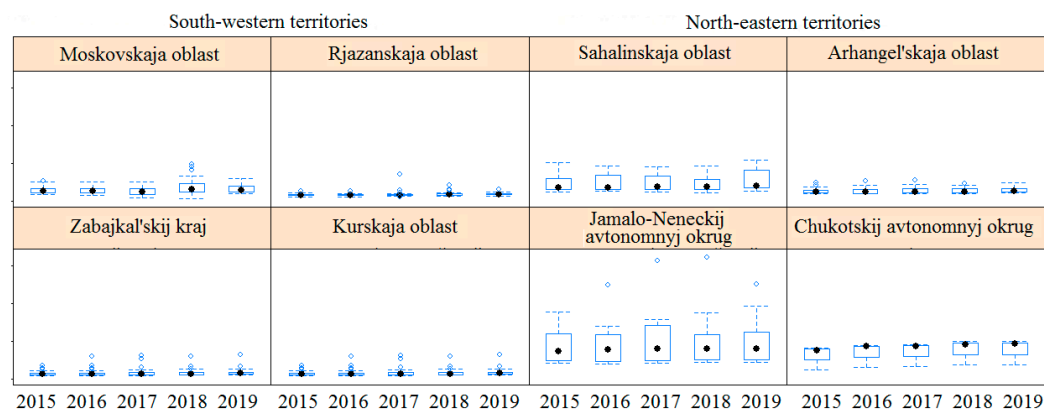 South-western territories North-eastern territories
Moskovskaja oblast Rjazanskaja oblast Sahalinskaja oblast Arhangel'skaja oblast
Zabajkal'skij kraj Kurskaja oblast Jamalo-Neneckij avtonomnyj okrug Chukotskij avtonomnyj okrug
2015 2016 2017 2018 2019 2015 2016 2017 2018 2019 2015 2016 2017 2018 2019 2015 2016 2017 2018 2019